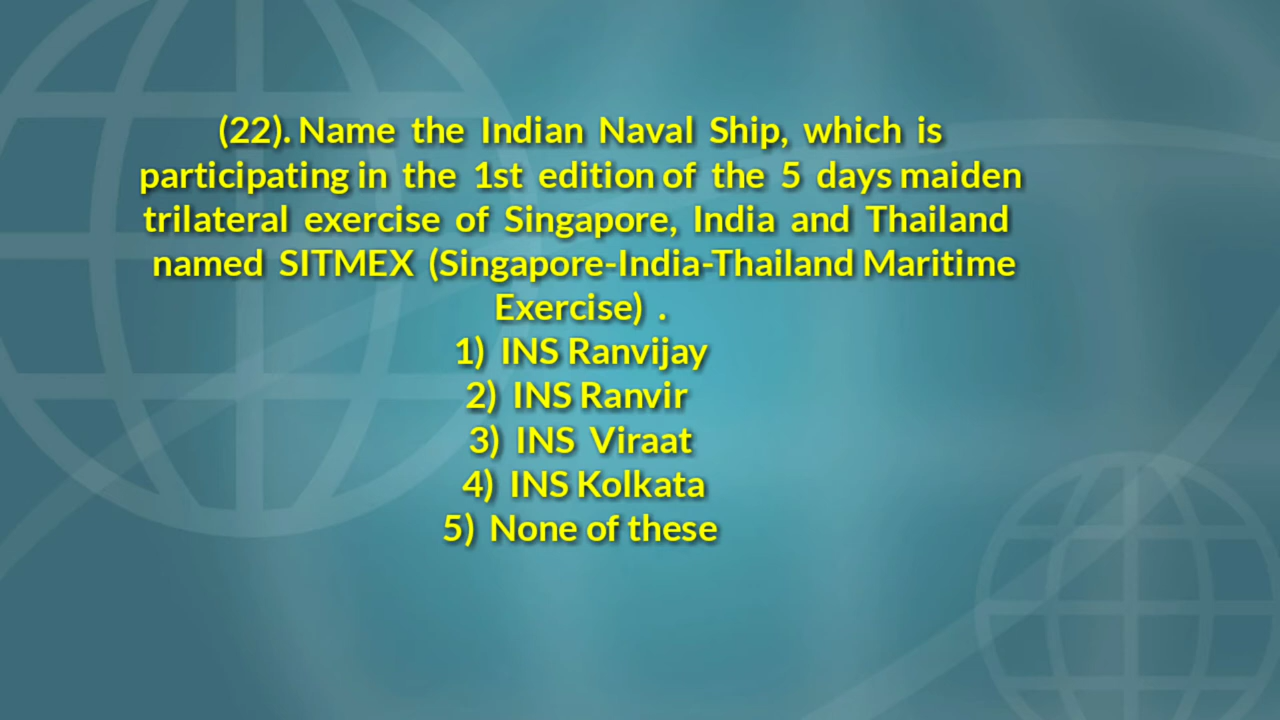 (22). Name the Indian Naval Ship, which is
participating in the 1st edition of the 5 days maiden
trilateral exercise of Singapore, India and Thailand
named SITMEX (Singapore-India-Thailand Maritime
Exercise) .
1) INS Ranvijay
2) INS Ranvir
3) INS Viraat
4) INS Kolkata
5) None of these